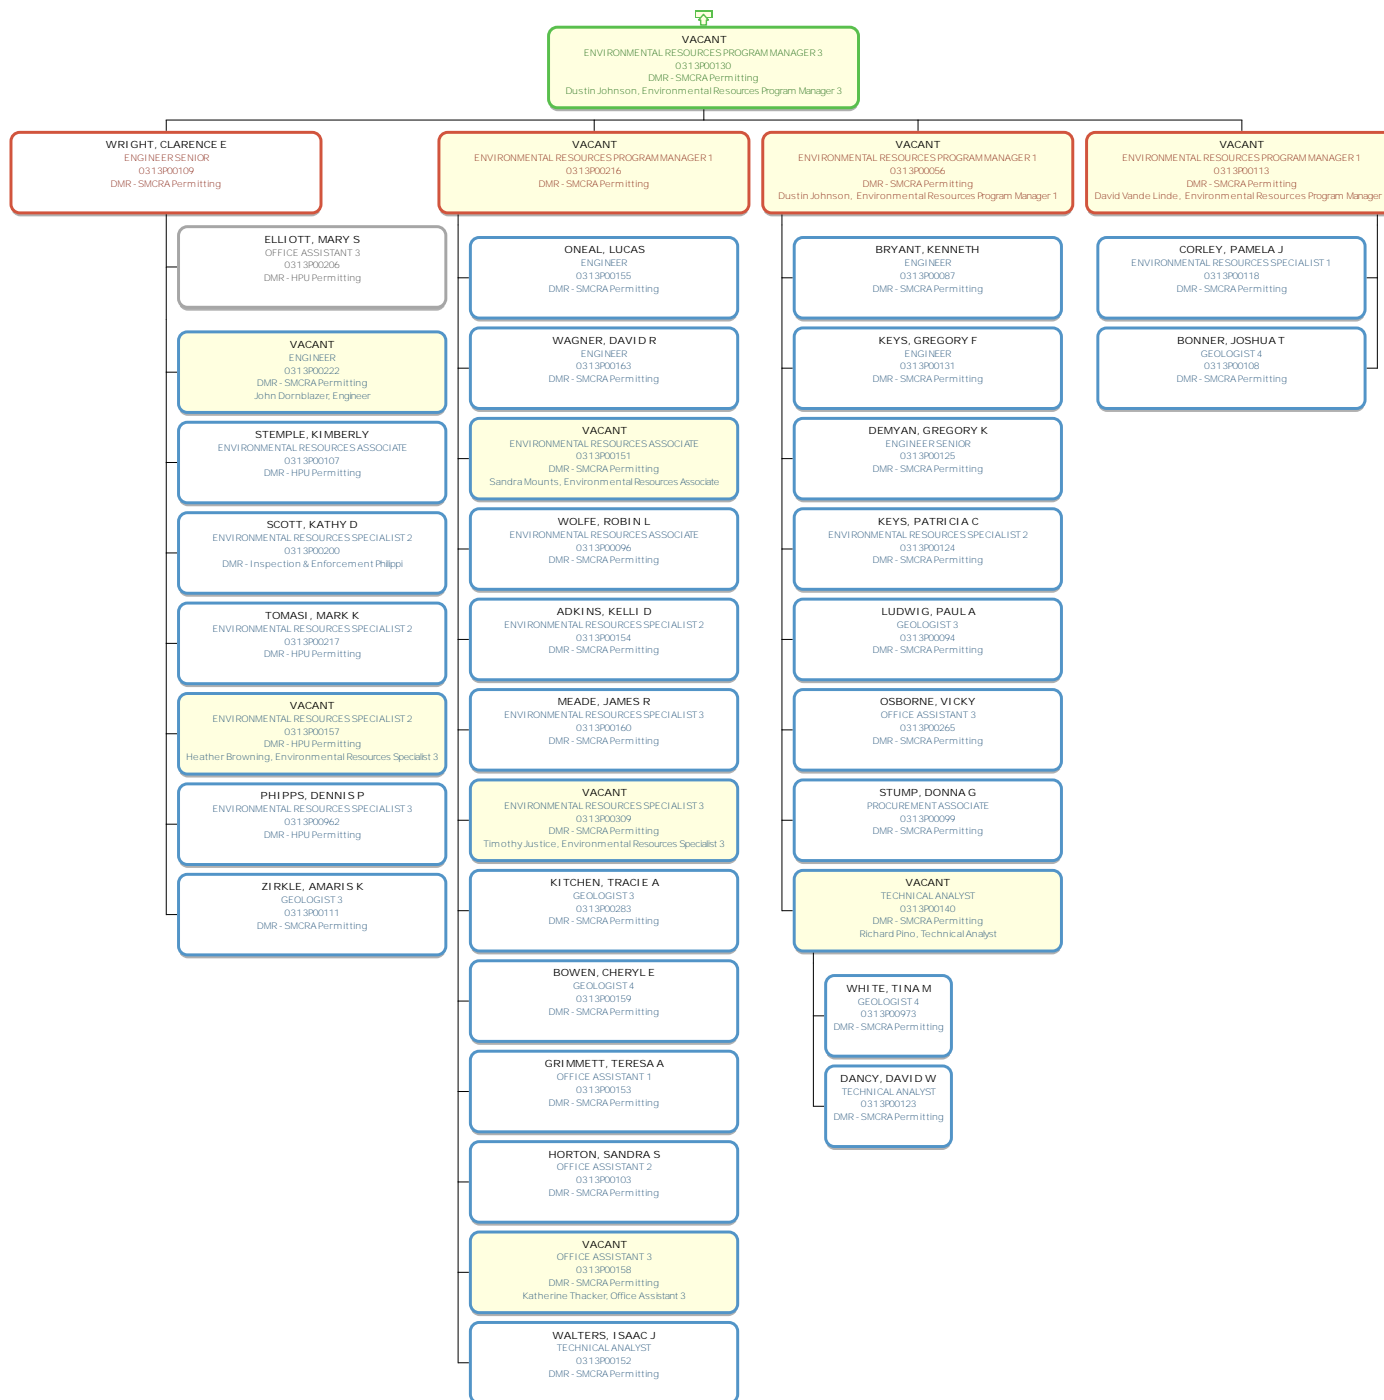 VACANT
ENVIRONMENTAL RESOURCES PROGRAM MANAGER 3
0313P00130
DMR - SMCRA Permitting
Dustin Johnson, Environmental Resources Program Manager 3
WRIGHT, CLARENCE E
ENGINEER SENIOR
0313P00109
DMR - SMCRA Permitting
VACANT
ENVIRONMENTAL RESOURCES PROGRAM MANAGER 1
0313P00216
DMR - SMCRA Permitting
VACANT
ENVIRONMENTAL RESOURCES PROGRAM MANAGER 1
0313P00056
DMR - SMCRA Permitting
Dustin Johnson, Environmental Resources Program Manager 1
VACANT
ENVIRONMENTAL RESOURCES PROGRAM MANAGER 1
0313P00113
DMR - SMCRA Permitting
David Vande Linde, Environmental Resources Program Manager
ELLIOTT, MARY S
OFFICE ASSISTANT 3
0313P00206
DMR - HPU Permitting
VACANT
ENGINEER
0313P00222
DMR - SMCRA Permitting
John Dornblazer, Engineer
STEMPLE, KIMBERLY
ENVIRONMENTAL RESOURCES ASSOCIATE
0313P00107
DMR - HPU Permitting
SCOTT, KATHY D
ENVIRONMENTAL RESOURCES SPECIALIST 2
0313P00200
DMR - Inspection & Enforcement Philippi
TOMASI, MARK K
ENVIRONMENTAL RESOURCES SPECIALIST 2
0313P00217
DMR - HPU Permitting
VACANT
ENVIRONMENTAL RESOURCES SPECIALIST 2
0313P00157
DMR - HPU Permitting
Heather Browning, Environmental Resources Specialist 3
PHIPPS, DENNIS P
ENVIRONMENTAL RESOURCES SPECIALIST 3
0313P00962
DMR - HPU Permitting
ZIRKLE, AMARIS K
GEOLOGIST 3
0313P00111
DMR - SMCRA Permitting
ONEAL, LUCAS
ENGINEER
0313P00155
DMR - SMCRA Permitting
WAGNER, DAVID R
ENGINEER
0313P00163
DMR - SMCRA Permitting
VACANT
ENVIRONMENTAL RESOURCES ASSOCIATE
0313P00151
DMR - SMCRA Permitting
Sandra Mounts, Environmental Resources Associate
WOLFE, ROBIN L
ENVIRONMENTAL RESOURCES ASSOCIATE
0313P00096
DMR - SMCRA Permitting
ADKINS, KELLI D
ENVIRONMENTAL RESOURCES SPECIALIST 2
0313P00154
DMR - SMCRA Permitting
MEADE, JAMES R
ENVIRONMENTAL RESOURCES SPECIALIST 3
0313P00160
DMR - SMCRA Permitting
VACANT
ENVIRONMENTAL RESOURCES SPECIALIST 3
0313P00309
DMR - SMCRA Permitting
Timothy Justice, Environmental Resources Specialist 3
KITCHEN, TRACIE A
GEOLOGIST 3
0313P00283
DMR - SMCRA Permitting
BOWEN, CHERYL E
GEOLOGIST 4
0313P00159
DMR - SMCRA Permitting
GRIMMETT, TERESA A
OFFICE ASSISTANT 1
0313P00153
DMR - SMCRA Permitting
HORTON, SANDRA S
OFFICE ASSISTANT 2
0313P00103
DMR - SMCRA Permitting
VACANT
OFFICE ASSISTANT 3
0313P00158
DMR - SMCRA Permitting
Katherine Thacker, Office Assistant 3
WALTERS, ISAAC J
TECHNICAL ANALYST
0313P00152
DMR - SMCRA Permitting
BRYANT, KENNETH
ENGINEER
0313P00087
DMR - SMCRA Permitting
KEYS, GREGORY F
ENGINEER
0313P00131
DMR - SMCRA Permitting
DEMYAN, GREGORY K
ENGINEER SENIOR
0313P00125
DMR - SMCRA Permitting
KEYS, PATRICIA C
ENVIRONMENTAL RESOURCES SPECIALIST 2
0313P00124
DMR - SMCRA Permitting
LUDWIG, PAUL A
GEOLOGIST 3
0313P00094
DMR - SMCRA Permitting
OSBORNE, VICKY
OFFICE ASSISTANT 3
0313P00265
DMR - SMCRA Permitting
STUMP, DONNA G
PROCUREMENT ASSOCIATE
0313P00099
DMR - SMCRA Permitting
VACANT
TECHNICAL ANALYST
0313P00140
DMR - SMCRA Permitting
Richard Pino, Technical Analyst
WHITE, TINA M
GEOLOGIST 4
0313P00973
DMR - SMCRA Permitting
DANCY, DAVID W
TECHNICAL ANALYST
0313P00123
DMR - SMCRA Permitting
CORLEY, PAMELA J
ENVIRONMENTAL RESOURCES SPECIALIST 1
0313P00118
DMR - SMCRA Permitting
BONNER, JOSHUA T
GEOLOGIST 4
0313P00108
DMR - SMCRA Permitting